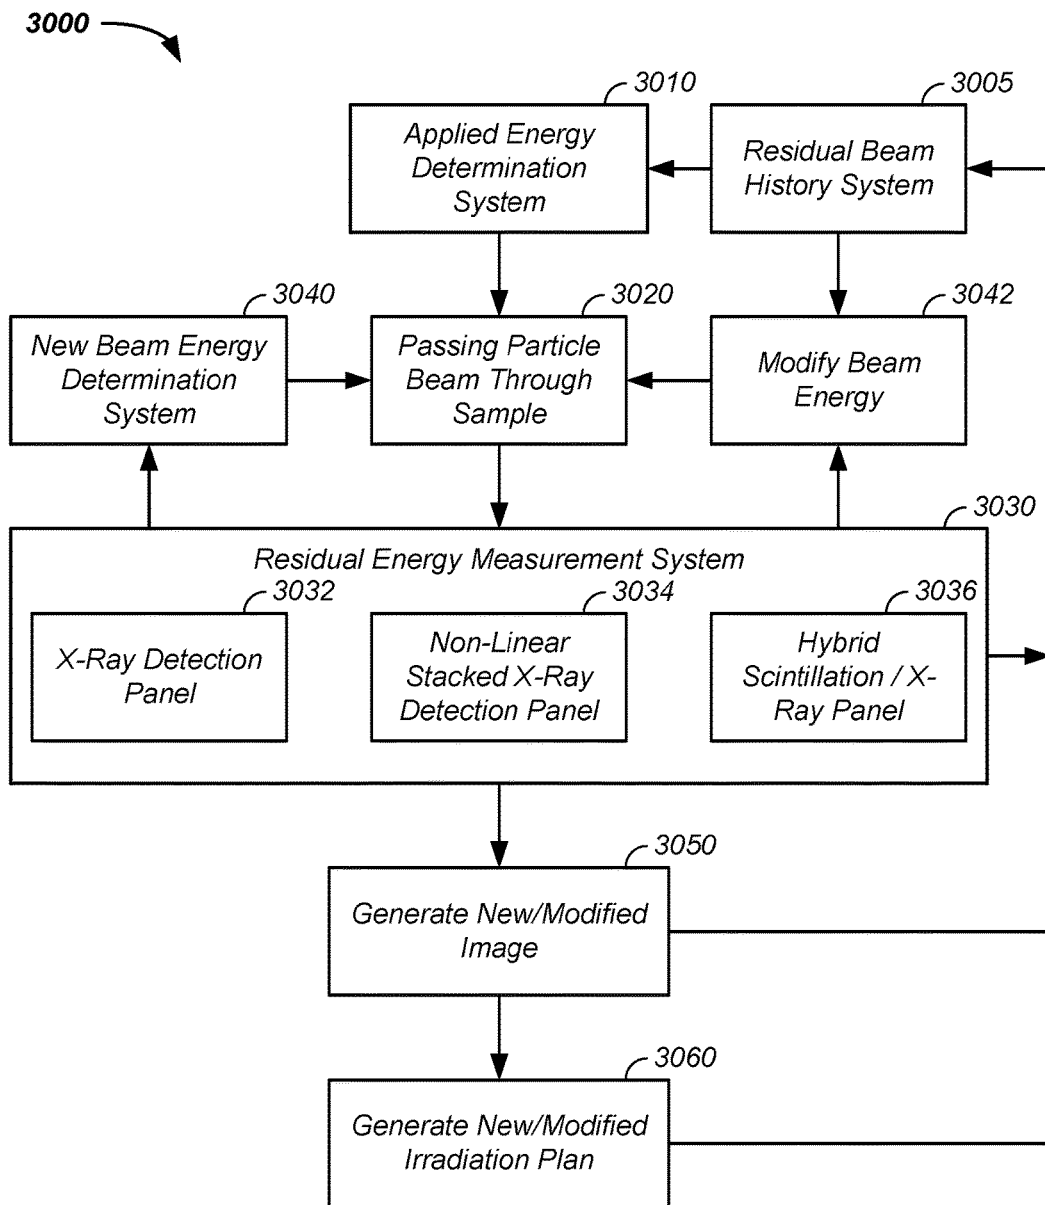 3000
3010
3005
Applied Energy
Determination
System
Residual Beam
History System
3040
3020
3042
New Beam Energy
Determination
System
Passing Particle
Beam Through
Sample
Modify Beam
Energy
3030
Residual Energy Measurement System
3032
3034
3036
X-Ray Detection
Panel
Non-Linear
Stacked X-Ray
Detection Panel
Hybrid
Scintillation / X-
Ray Panel
3050
Generate New/Modified
Image
3060
Generate New/Modified
Irradiation Plan